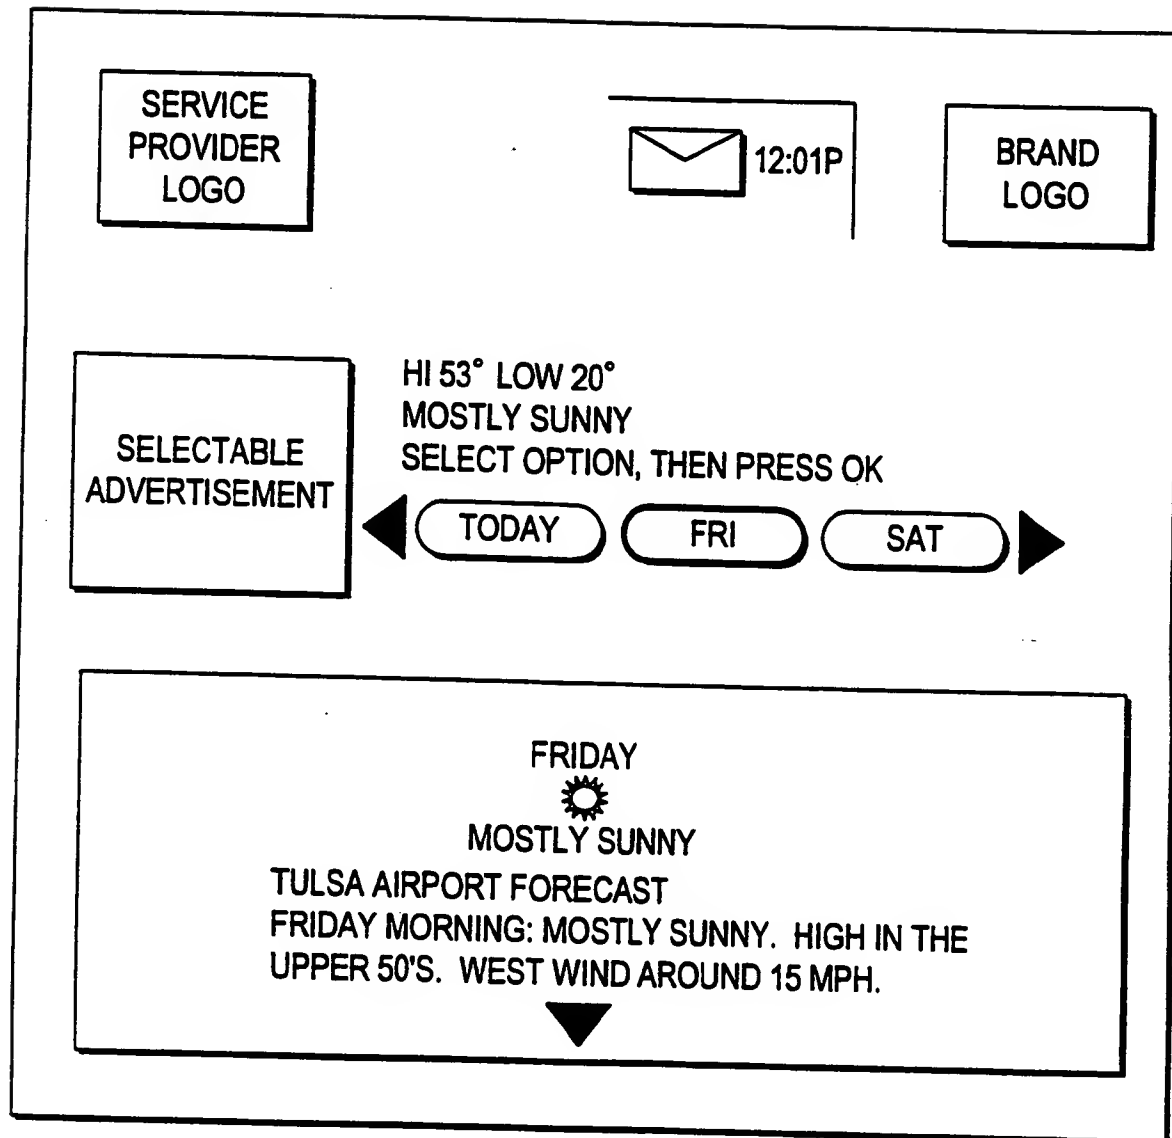 SERVICE
PROVIDER
LOGO
12:01P
BRAND
LOGO
SELECTABLE
ADVERTISEMENT
HI 53° LOW 20°
MOSTLY SUNNY
SELECT OPTION, THEN PRESS OK
TODAY
FRI
SAT
FRIDAY
MOSTLY SUNNY
TULSA AIRPORT FORECAST
FRIDAY MORNING: MOSTLY SUNNY. HIGH IN THE
UPPER 50'S. WEST WIND AROUND 15 MPH.